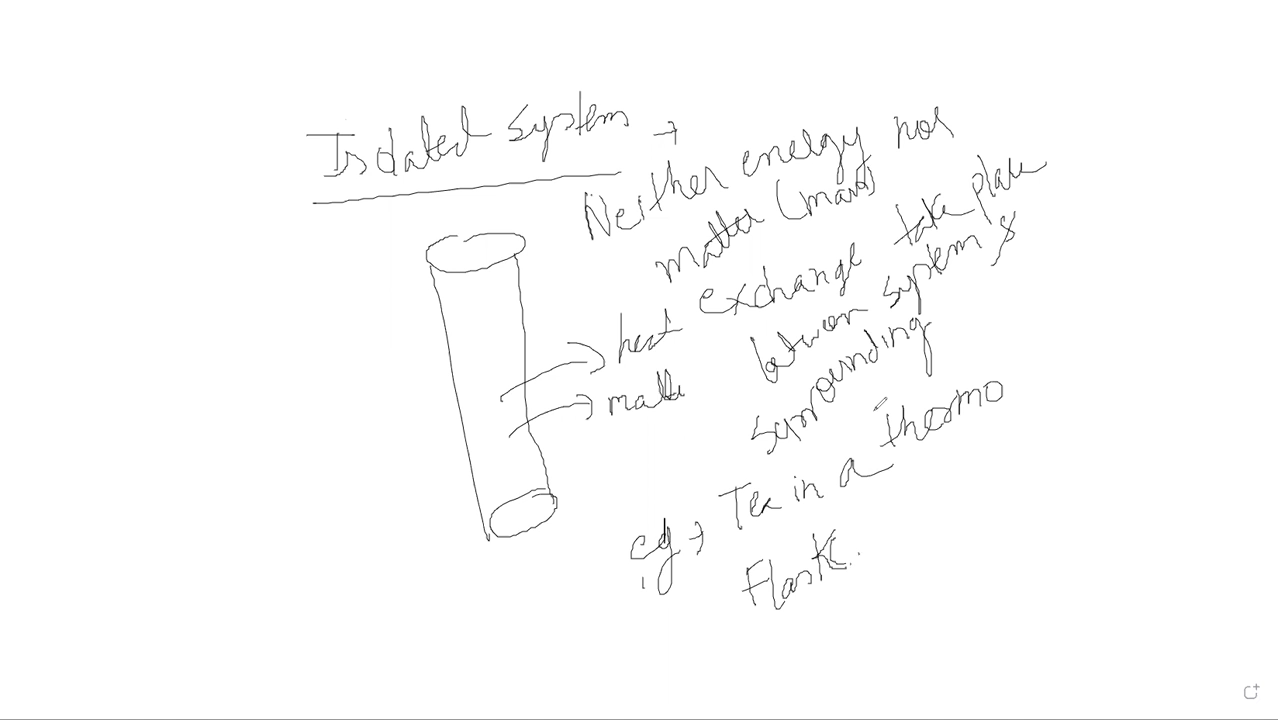 Isolated system →
Neither energy nor
matter (mass)
exchange take place
between system &
surrounding
heat
matte
eg → Tea in a thermo
Flask.